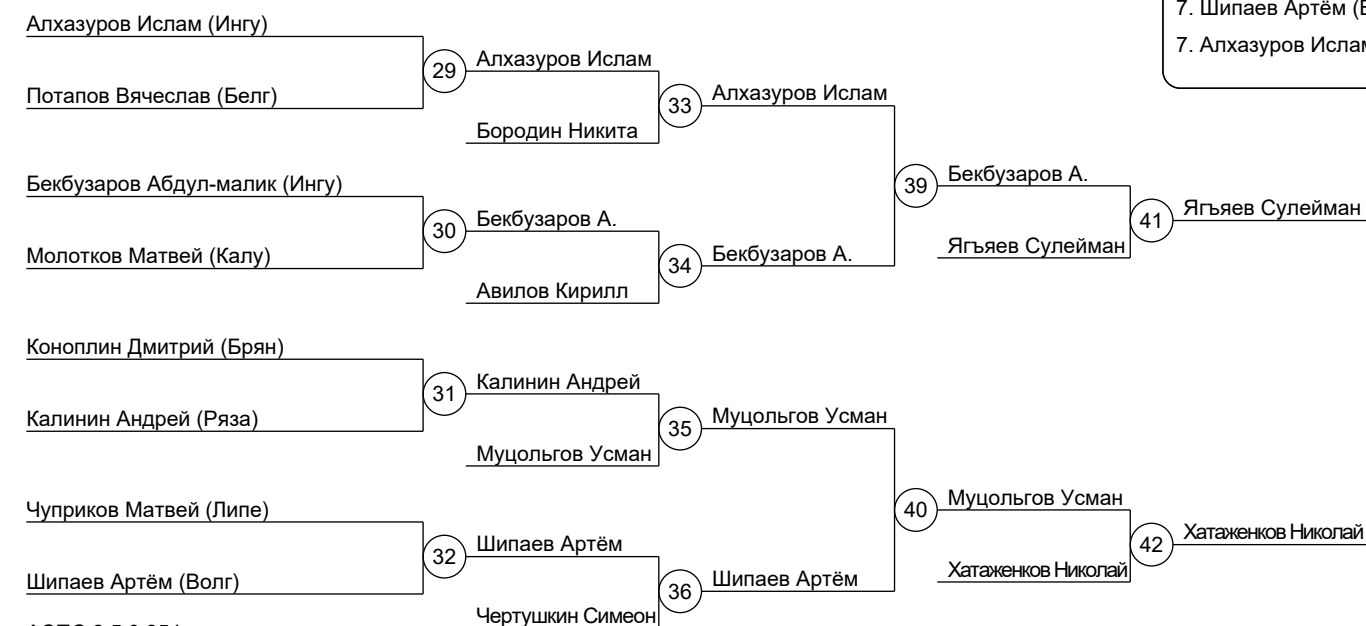 7. Шипаев Артём
7. Алхазуров Ислам
Алхазуров Ислам (Ингу)
29
Алхазуров Ислам
Потапов Вячеслав (Белг)
33
Алхазуров Ислам
Бородин Никита
Бекбузаров Абдул-малик (Ингу)
39
Бекбузаров А.
30
Бекбузаров А.
41
Ягъяев Сулейман
Молотков Матвей (Калу)
34
Бекбузаров А.
Ягъяев Сулейман
Авилов Кирилл
Коноплин Дмитрий (Брян)
31
Калинин Андрей
Калинин Андрей (Ряза)
35
Муцольгов Усман
Муцольгов Усман
Чуприков Матвей (Липе)
40
Муцольгов Усман
32
Шипаев Артём
42
Хатаженков Николай
Шипаев Артём (Волг)
36
Шипаев Артём
Хатаженков Николай
Чертушкин Симеон